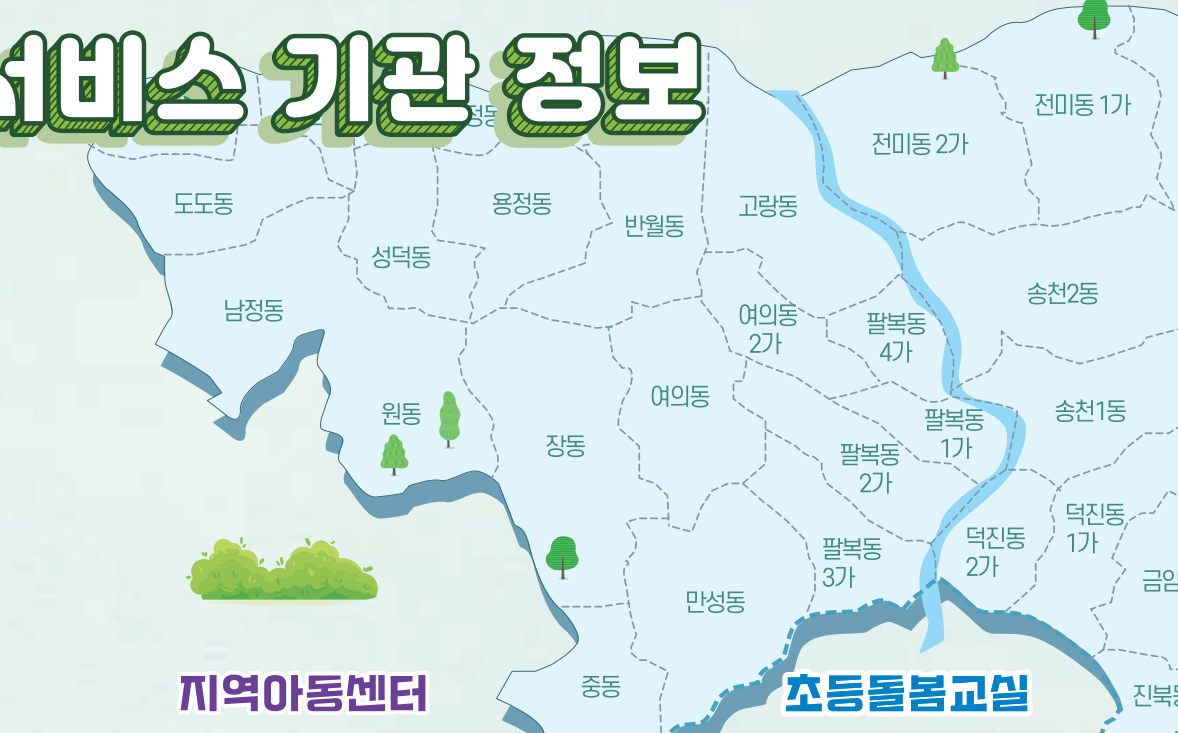 서비스 기관 정보
전미동 1가
전미동 2가
도도동
용정동
고랑동
반월동
성덕동
송천2동
남정동
여의동
2가
팔복동
4가
여의동
원동
송천1동
팔복동
1가
장동
팔복동
2가
덕진동
1가
덕진동
2가
팔복동
3가
만성동
중동
지역아동센터
초등돌봄교실